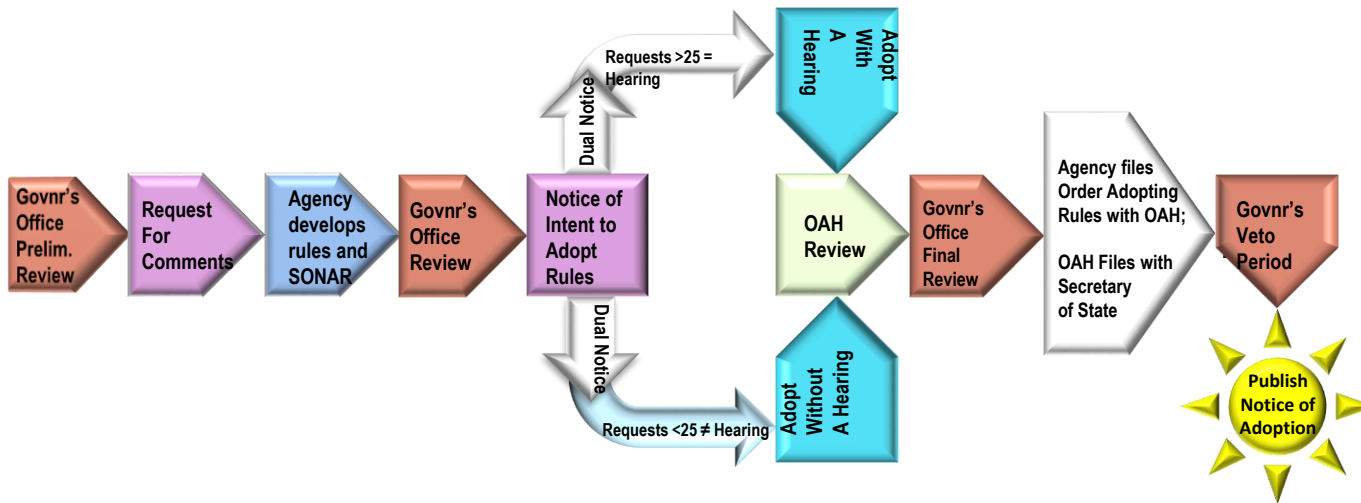 Govnr's
Office
Prelim.
Review
Request
For
Comments
Agency
develops
rules and
SONAR
Govnr's
Office
Review
Notice of
Intent to
Adopt
Rules
Dual Notice
Requests >25 =
Hearing
Adopt
With
A
Hearing
Dual Notice
Requests <25 ≠ Hearing
Adopt
Without
A Hearing
OAH
Review
Govnr's
Office
Final
Review
Agency files
Order Adopting
Rules with OAH;
OAH Files with
Secretary
of State
Govnr's
Veto
Period
Publish
Notice of
Adoption